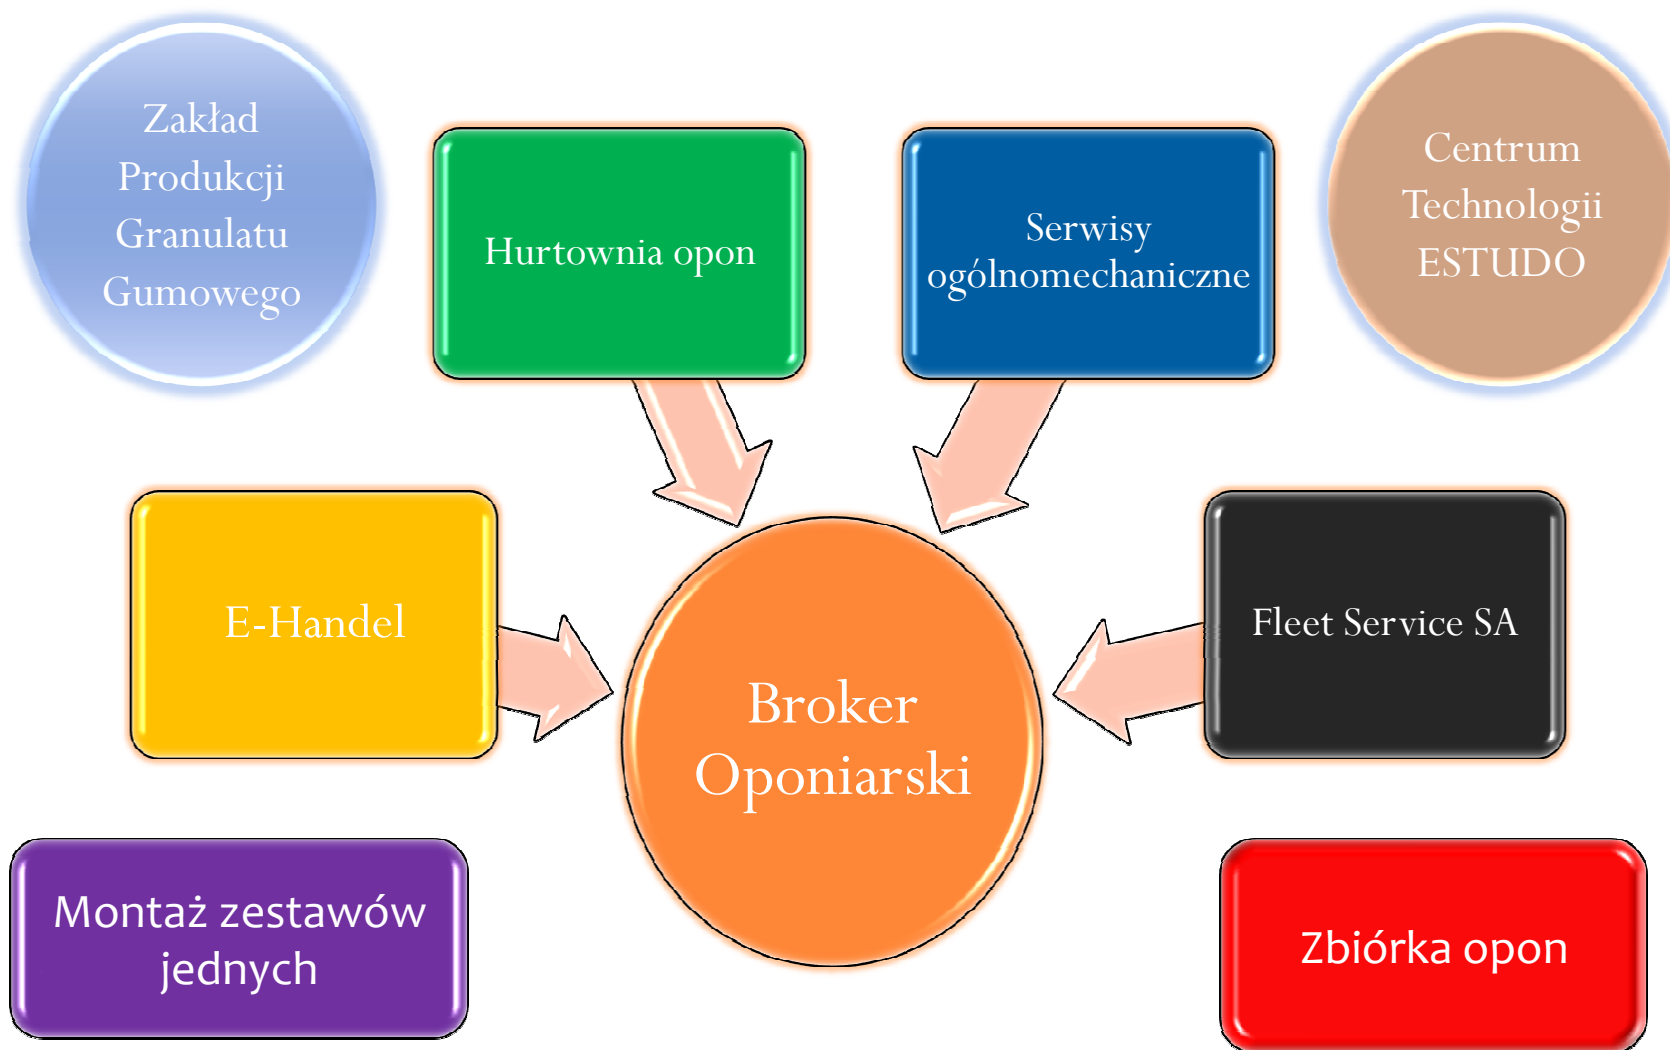 Zakład
Produkcji
Granulatu
Gumowego
Hurtownia opon
Serwisy
ogólnomechaniczne
Centrum
Technologii
ESTUDO
E-Handel
Broker
Oponiarski
Fleet Service SA
Montaż zestawów
jednych
Zbiórka opon